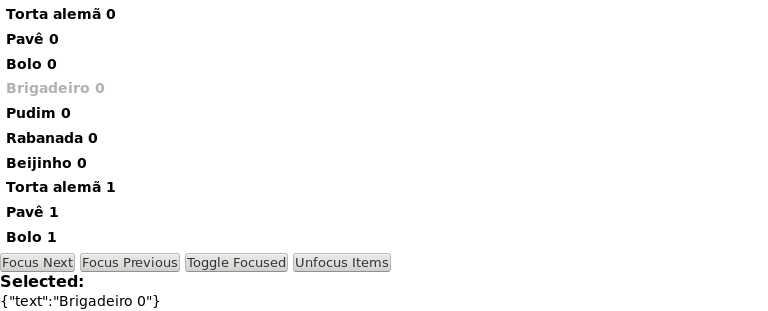 Torta alemã 0
Pavê 0
Bolo 0
Brigadeiro 0
Pudim 0
Rabanada 0
Beijinho 0
Torta alemã 1
Pavê 1
Bolo 1
Focus Next Focus Previous Toggle Focused Unfocus Items
Selected:
{"text":"Brigadeiro 0"}